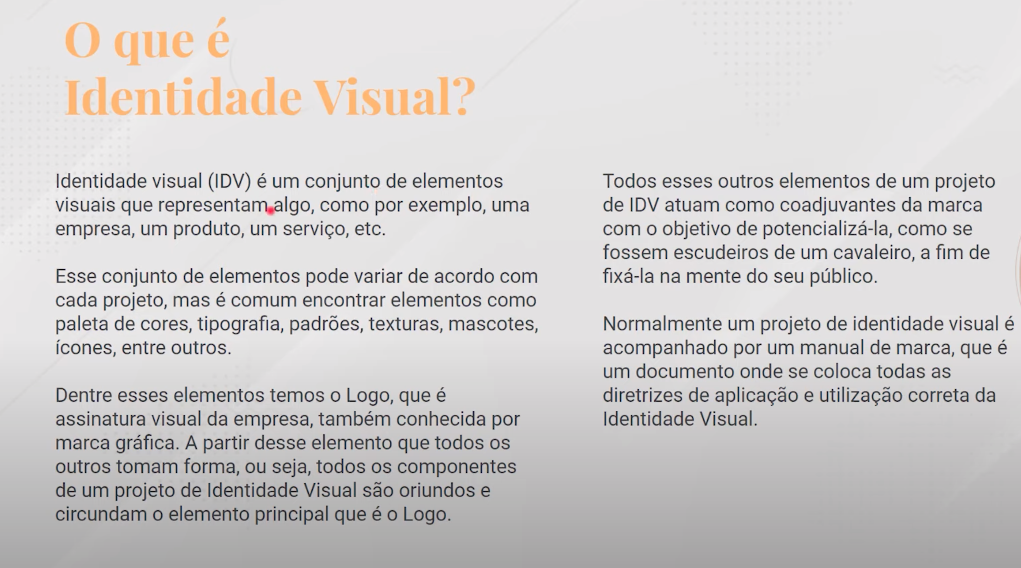 O que é
Identidade Visual?
Identidade visual (IDV) é um conjunto de elementos
visuais que representam algo, como por exemplo, uma
empresa, um produto, um serviço, etc.
Esse conjunto de elementos pode variar de acordo com
cada projeto, mas é comum encontrar elementos como
paleta de cores, tipografia, padrões, texturas, mascotes,
ícones, entre outros.
Dentre esses elementos temos o Logo, que é
assinatura visual da empresa, também conhecida por
marca gráfica. A partir desse elemento que todos os
outros tomam forma, ou seja, todos os componentes
de um projeto de Identidade Visual são oriundos e
circundam o elemento principal que é o Logo.
Todos esses outros elementos de um projeto
de IDV atuam como coadjuvantes da marca
com o objetivo de potencializá-la, como se
fossem escudeiros de um cavaleiro, a fim de
fixá-la na mente do seu público.
Normalmente um projeto de identidade visual é
acompanhado por um manual de marca, que é
um documento onde se coloca todas as
diretrizes de aplicação e utilização correta da
Identidade Visual.